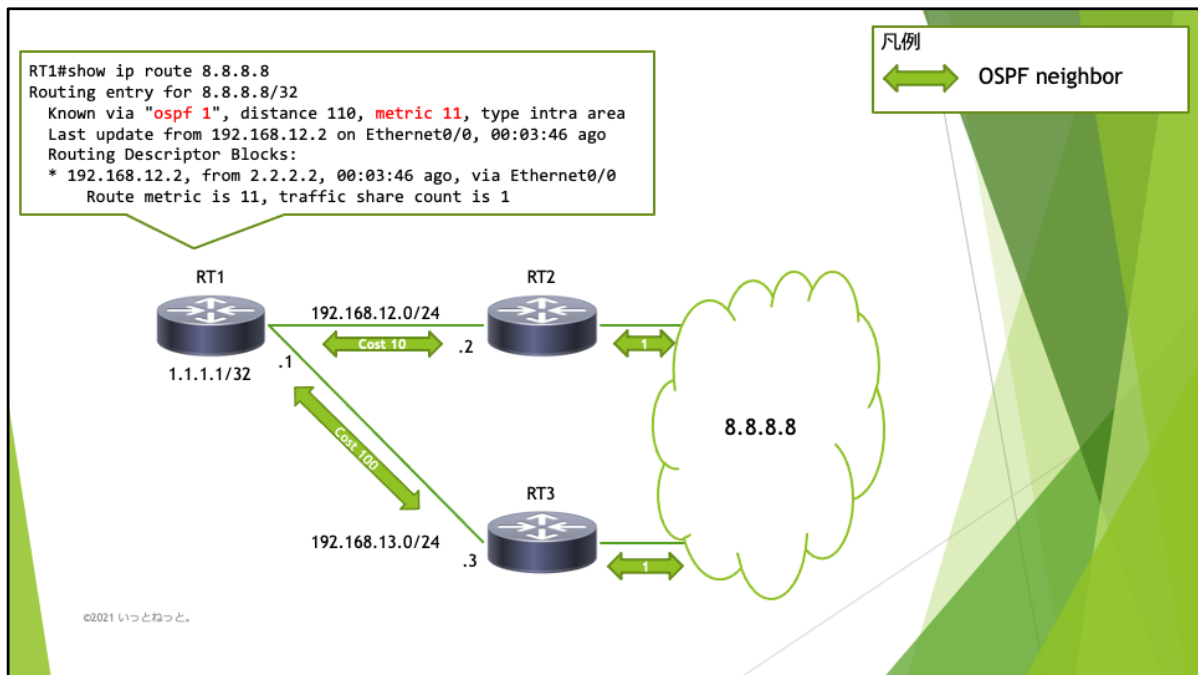 RT1#show ip route 8.8.8.8
Routing entry for 8.8.8.8/32
Known via "ospf 1", distance 110, metric 11, type intra area
Last update from 192.168.12.2 on Ethernet0/0, 00:03:46 ago
Routing Descriptor Blocks:
* 192.168.12.2, from 2.2.2.2, 00:03:46 ago, via Ethernet0/0
Route metric is 11, traffic share count is 1
凡例
OSPF neighbor
RT1
RT2
192.168.12.0/24
Cost 10
.2
1
1.1.1.1/32
.1
Cost 100
8.8.8.8
RT3
192.168.13.0/24
.3
1
©2021 いっとねっと。